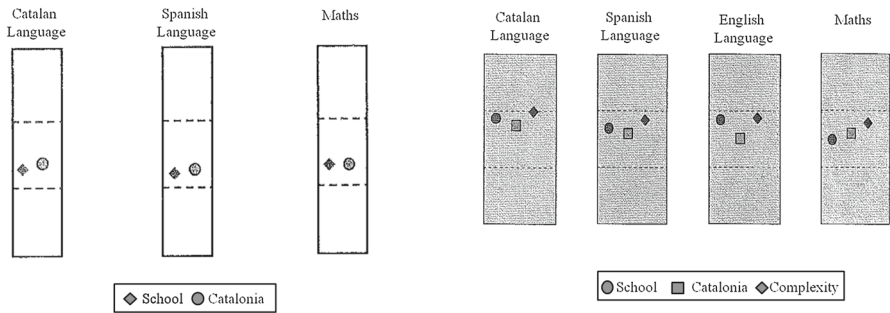 Catalan
Language
Spanish
Language
Maths
School Catalonia
Catalan
Language
Spanish
Language
English
Language
Maths
School Catalonia Complexity